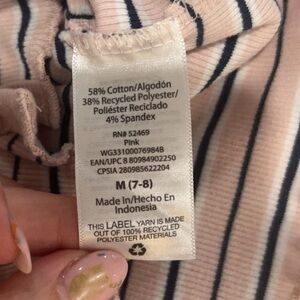 58% Cotton/Algodón
38% Recycled Polyester/
Poliéster Reciclado
4% Spandex
RN# 52469
Pink
WG33100076984B
EAN/UPC 8 80984902250
CPSIA 280985622204
M (7-8)
Made in/Hecho En
Indonesia
THIS LABEL YARN IS MADE
OUT OF 100% RECYCLED
POLYESTER MATERIALS